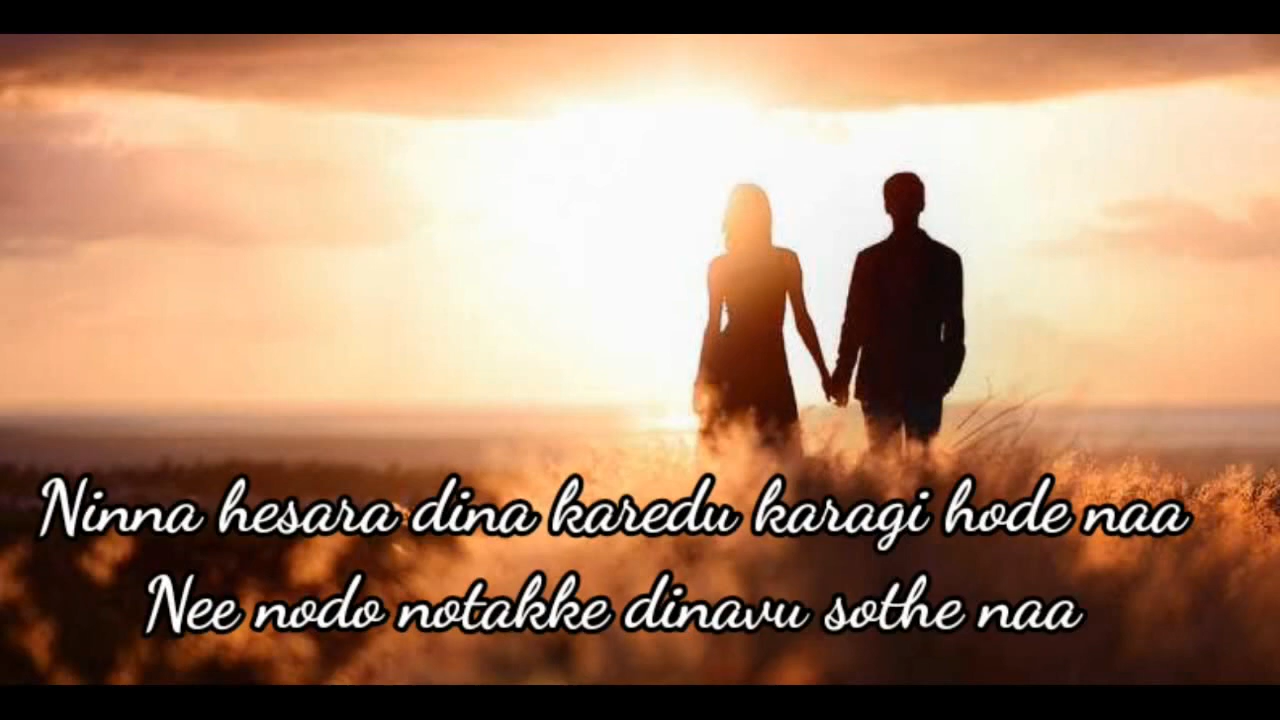 Ninna hesara dina karedu karagi hode naa
Nee nodo notakke dinavu sothe naa